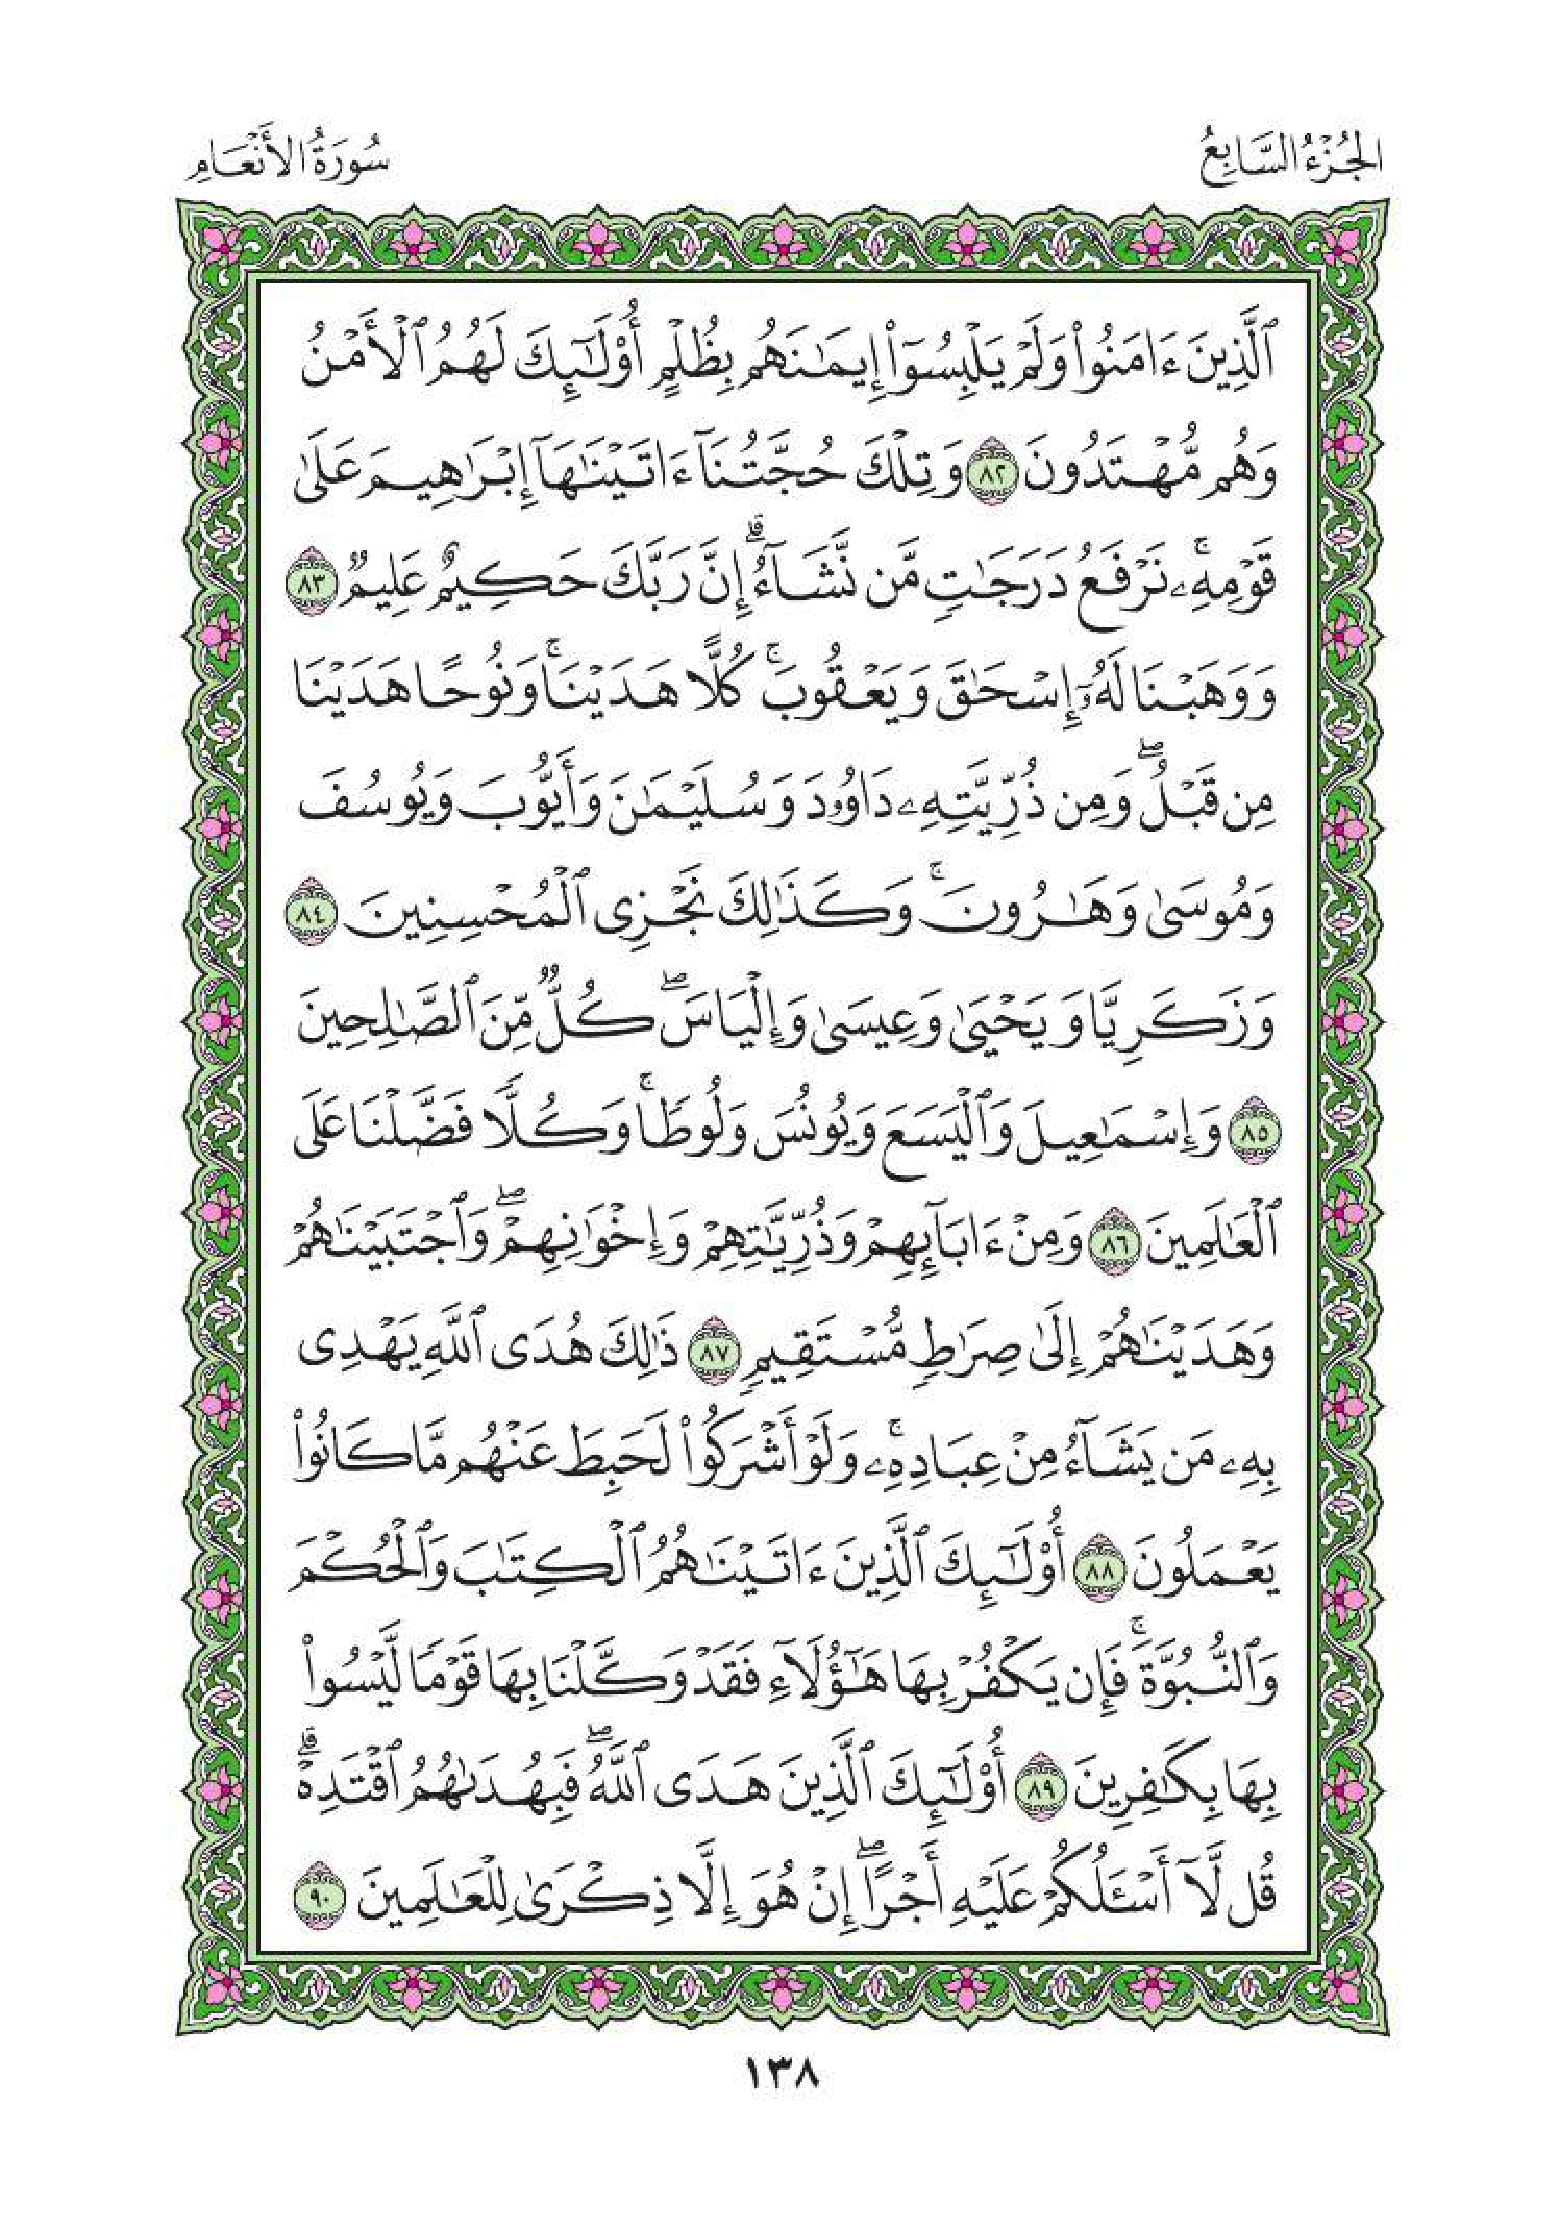 الجُزْءُ السَّابِعُ
سُورَةُ الأَنْعَامِ
ٱلَّذِينَ ءَامَنُوا۟ وَلَمْ يَلْبِسُوٓا۟ إِيمَـٰنَهُم بِظُلْمٍ أُو۟لَـٰٓئِكَ لَهُمُ ٱلْأَمْنُ
وَهُم مُّهْتَدُونَ ٨٢ وَتِلْكَ حُجَّتُنَآ ءَاتَيْنَـٰهَآ إِبْرَٰهِيمَ عَلَىٰ
قَوْمِهِۦ ۚ نَرْفَعُ دَرَجَـٰتٍ مَّن نَّشَآءُ ۗ إِنَّ رَبَّكَ حَكِيمٌ عَلِيمٌ ٨٣
وَوَهَبْنَا لَهُۥٓ إِسْحَـٰقَ وَيَعْقُوبَ ۚ كُلًّا هَدَيْنَا ۚ وَنُوحًا هَدَيْنَا
مِن قَبْلُ ۖ وَمِن ذُرِّيَّتِهِۦ دَاوُۥدَ وَسُلَيْمَـٰنَ وَأَيُّوبَ وَيُوسُفَ
وَمُوسَىٰ وَهَـٰرُونَ ۚ وَكَذَٰلِكَ نَجْزِى ٱلْمُحْسِنِينَ ٨٤
وَزَكَرِيَّا وَيَحْيَىٰ وَعِيسَىٰ وَإِلْيَاسَ ۖ كُلٌّ مِّنَ ٱلصَّـٰلِحِينَ
٨٥ وَإِسْمَـٰعِيلَ وَٱلْيَسَعَ وَيُونُسَ وَلُوطًا ۚ وَكُلًّا فَضَّلْنَا عَلَى
ٱلْعَـٰلَمِينَ ٨٦ وَمِنْ ءَابَآئِهِمْ وَذُرِّيَّـٰتِهِمْ وَإِخْوَٰنِهِمْ ۖ وَٱجْتَبَيْنَـٰهُمْ
وَهَدَيْنَـٰهُمْ إِلَىٰ صِرَٰطٍ مُّسْتَقِيمٍ ٨٧ ذَٰلِكَ هُدَى ٱللَّهِ يَهْدِى
بِهِۦ مَن يَشَآءُ مِنْ عِبَادِهِۦ ۚ وَلَوْ أَشْرَكُوا۟ لَحَبِطَ عَنْهُم مَّا كَانُوا۟
يَعْمَلُونَ ٨٨ أُو۟لَـٰٓئِكَ ٱلَّذِينَ ءَاتَيْنَـٰهُمُ ٱلْكِتَـٰبَ وَٱلْحُكْمَ
وَٱلنُّبُوَّةَ ۚ فَإِن يَكْفُرْ بِهَا هَـٰٓؤُلَآءِ فَقَدْ وَكَّلْنَا بِهَا قَوْمًا لَّيْسُوا۟
بِهَا بِكَـٰفِرِينَ ٨٩ أُو۟لَـٰٓئِكَ ٱلَّذِينَ هَدَى ٱللَّهُ ۖ فَبِهُدَىٰهُمُ ٱقْتَدِهْ ۗ
قُل لَّآ أَسْـَٔلُكُمْ عَلَيْهِ أَجْرًا ۖ إِنْ هُوَ إِلَّا ذِكْرَىٰ لِلْعَـٰلَمِينَ ٩٠
١٣٨